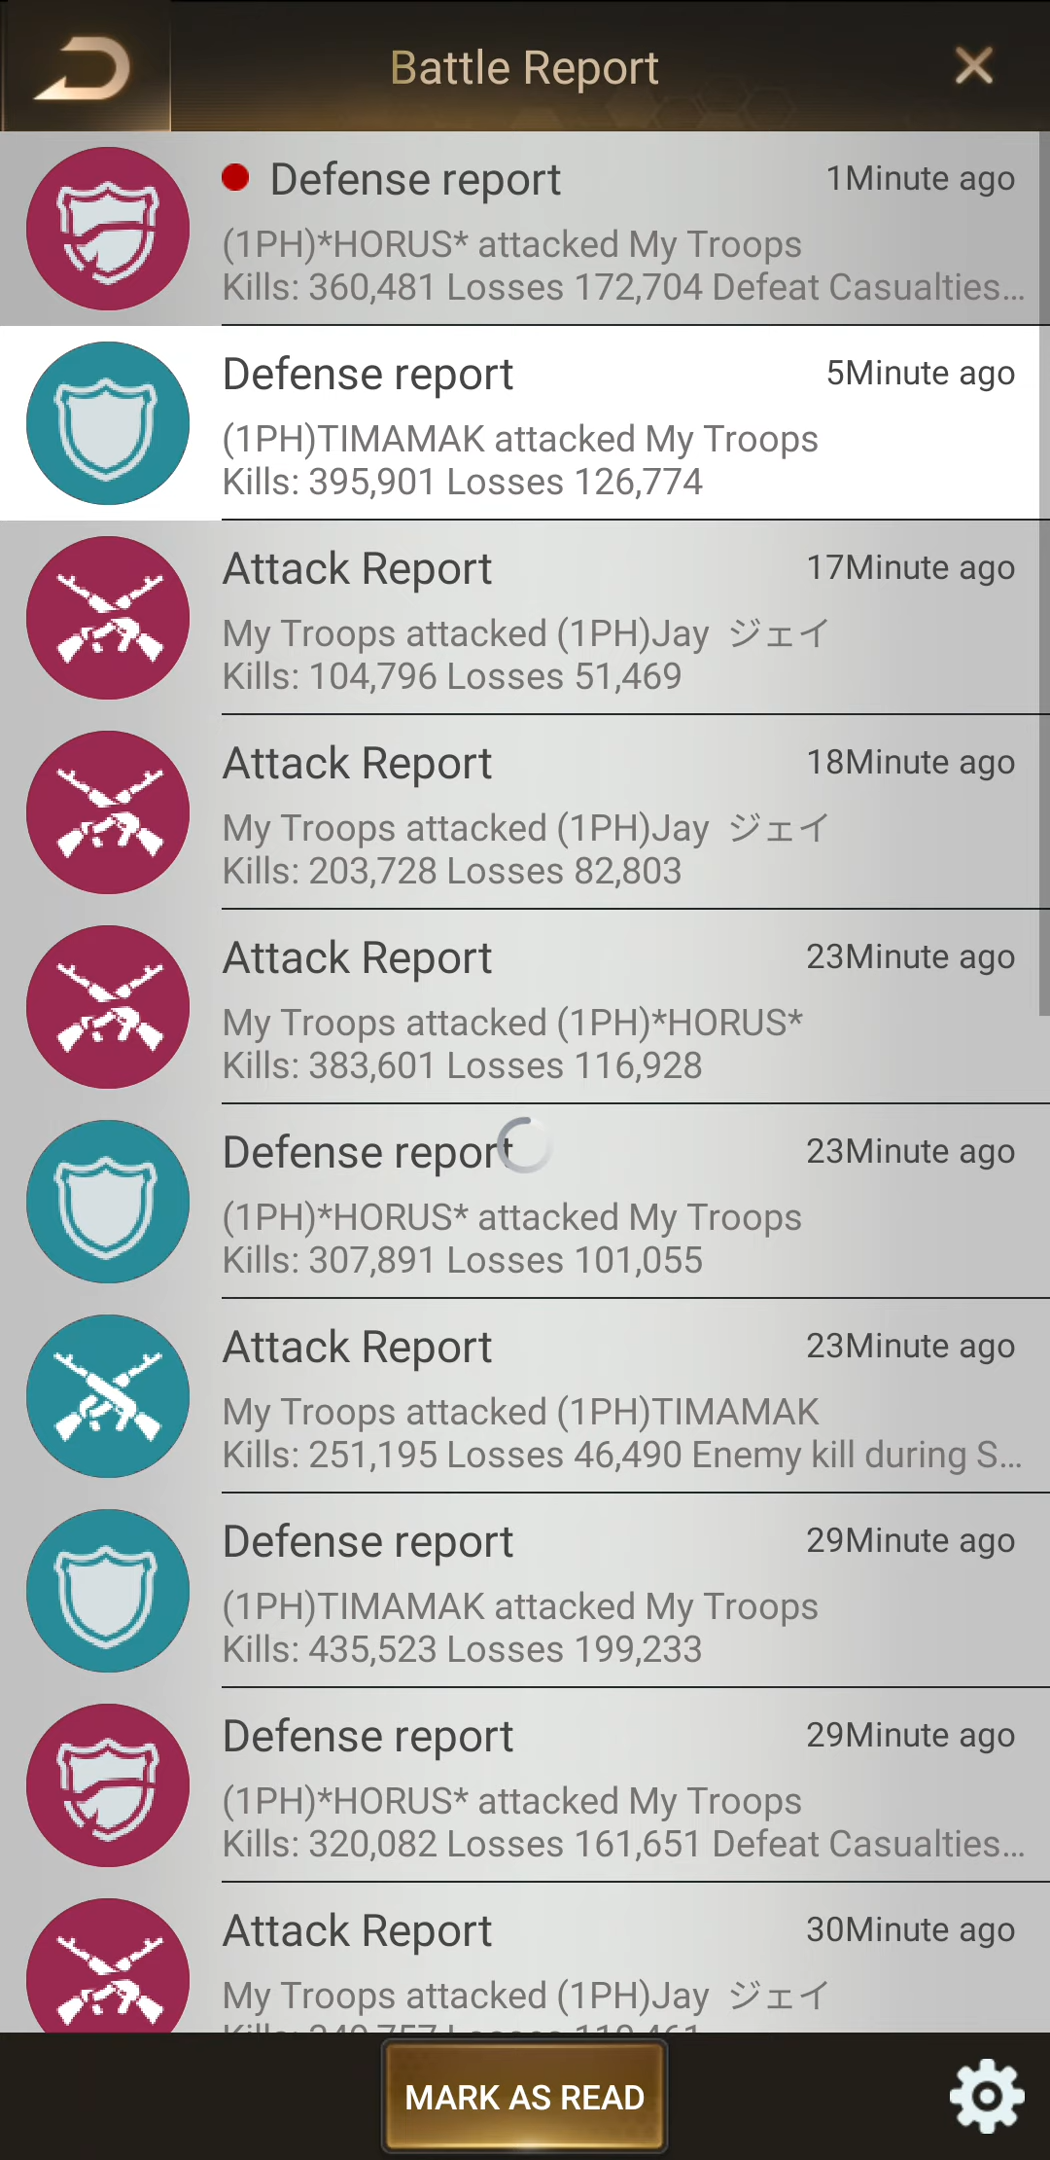 Battle Report
Defense report
1Minute ago
(1PH)*HORUS* attacked My Troops
Kills: 360,481 Losses 172,704 Defeat Casualties...
Defense report
5Minute ago
(1PH)TIMAMAK attacked My Troops
Kills: 395,901 Losses 126,774
Attack Report
17Minute ago
My Troops attacked (1PH)Jay ジェイ
Kills: 104,796 Losses 51,469
Attack Report
18Minute ago
My Troops attacked (1PH)Jay ジェイ
Kills: 203,728 Losses 82,803
Attack Report
23Minute ago
My Troops attacked (1PH)*HORUS*
Kills: 383,601 Losses 116,928
Defense report
23Minute ago
(1PH)*HORUS* attacked My Troops
Kills: 307,891 Losses 101,055
Attack Report
23Minute ago
My Troops attacked (1PH)TIMAMAK
Kills: 251,195 Losses 46,490 Enemy kill during S...
Defense report
29Minute ago
(1PH)TIMAMAK attacked My Troops
Kills: 435,523 Losses 199,233
Defense report
29Minute ago
(1PH)*HORUS* attacked My Troops
Kills: 320,082 Losses 161,651 Defeat Casualties...
Attack Report
30Minute ago
My Troops attacked (1PH)Jay ジェイ
Kills: Losses
MARK AS READ